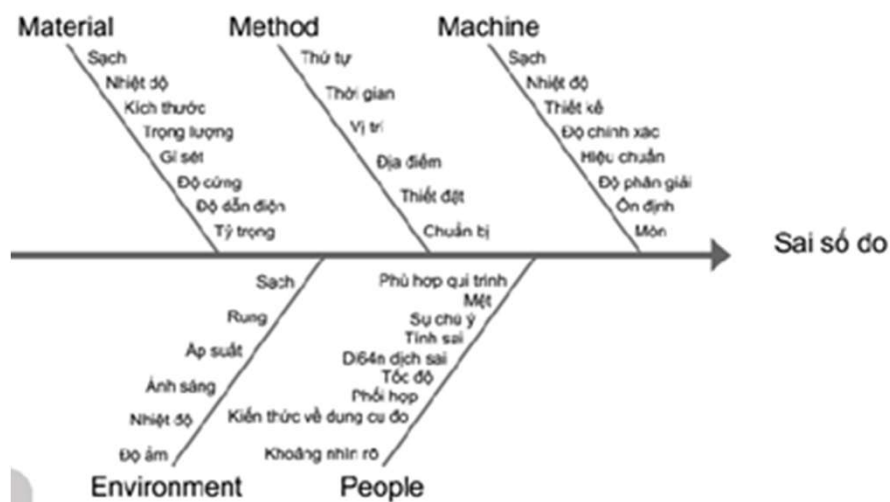 Material
Sạch
Nhiệt độ
Kích thước
Trọng lượng
Gỉ sét
Độ cứng
Độ dẫn điện
Tỷ trọng
Method
Thứ tự
Thời gian
Vị trí
Địa điểm
Thiết đặt
Chuẩn bị
Machine
Sạch
Nhiệt độ
Thiết kế
Độ chính xác
Hiệu chuẩn
Độ phân giải
Ổn định
Mòn
Sai số đo
Sạch
Rung
Áp suất
Ánh sáng
Nhiệt độ
Độ ẩm
Environment
Phù hợp qui trình
Mệt
Sự chú ý
Tính sai
Di64n dịch sai
Tốc độ
Phối hợp
Kiến thức về dụng cụ đo
Khoảng nhìn rõ
People